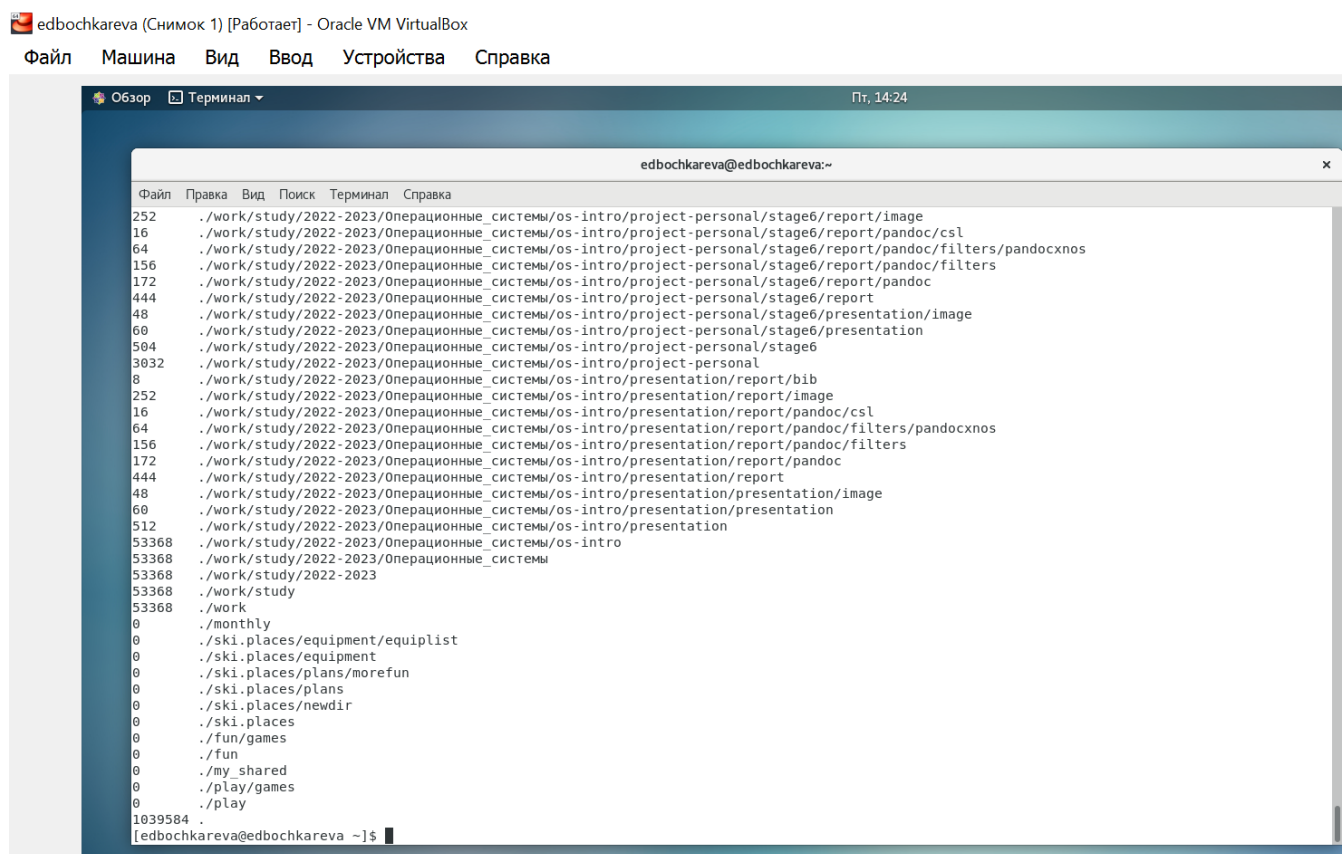 edbochkareva (Снимок 1) [Работает] - Oracle VM VirtualBox
Файл Машина Вид Ввод Устройства Справка
Обзор Терминал Пт, 14:24
edbochkareva@edbochkareva:~ ×
Файл Правка Вид Поиск Терминал Справка
252 ./work/study/2022-2023/Операционные_системы/os-intro/project-personal/stage6/report/image
16 ./work/study/2022-2023/Операционные_системы/os-intro/project-personal/stage6/report/pandoc/csl
64 ./work/study/2022-2023/Операционные_системы/os-intro/project-personal/stage6/report/pandoc/filters/pandocxnos
156 ./work/study/2022-2023/Операционные_системы/os-intro/project-personal/stage6/report/pandoc/filters
172 ./work/study/2022-2023/Операционные_системы/os-intro/project-personal/stage6/report/pandoc
444 ./work/study/2022-2023/Операционные_системы/os-intro/project-personal/stage6/report
48 ./work/study/2022-2023/Операционные_системы/os-intro/project-personal/stage6/presentation/image
60 ./work/study/2022-2023/Операционные_системы/os-intro/project-personal/stage6/presentation
504 ./work/study/2022-2023/Операционные_системы/os-intro/project-personal/stage6
3032 ./work/study/2022-2023/Операционные_системы/os-intro/project-personal
8 ./work/study/2022-2023/Операционные_системы/os-intro/presentation/report/bib
252 ./work/study/2022-2023/Операционные_системы/os-intro/presentation/report/image
16 ./work/study/2022-2023/Операционные_системы/os-intro/presentation/report/pandoc/csl
64 ./work/study/2022-2023/Операционные_системы/os-intro/presentation/report/pandoc/filters/pandocxnos
156 ./work/study/2022-2023/Операционные_системы/os-intro/presentation/report/pandoc/filters
172 ./work/study/2022-2023/Операционные_системы/os-intro/presentation/report/pandoc
444 ./work/study/2022-2023/Операционные_системы/os-intro/presentation/report
48 ./work/study/2022-2023/Операционные_системы/os-intro/presentation/presentation/image
60 ./work/study/2022-2023/Операционные_системы/os-intro/presentation/presentation
512 ./work/study/2022-2023/Операционные_системы/os-intro/presentation
53368 ./work/study/2022-2023/Операционные_системы/os-intro
53368 ./work/study/2022-2023/Операционные_системы
53368 ./work/study/2022-2023
53368 ./work/study
53368 ./work
0 ./monthly
0 ./ski.places/equipment/equiplist
0 ./ski.places/equipment
0 ./ski.places/plans/morefun
0 ./ski.places/plans
0 ./ski.places/newdir
0 ./ski.places
0 ./fun/games
0 ./fun
0 ./my_shared
0 ./play/games
0 ./play
1039584 .
[edbochkareva@edbochkareva ~]$